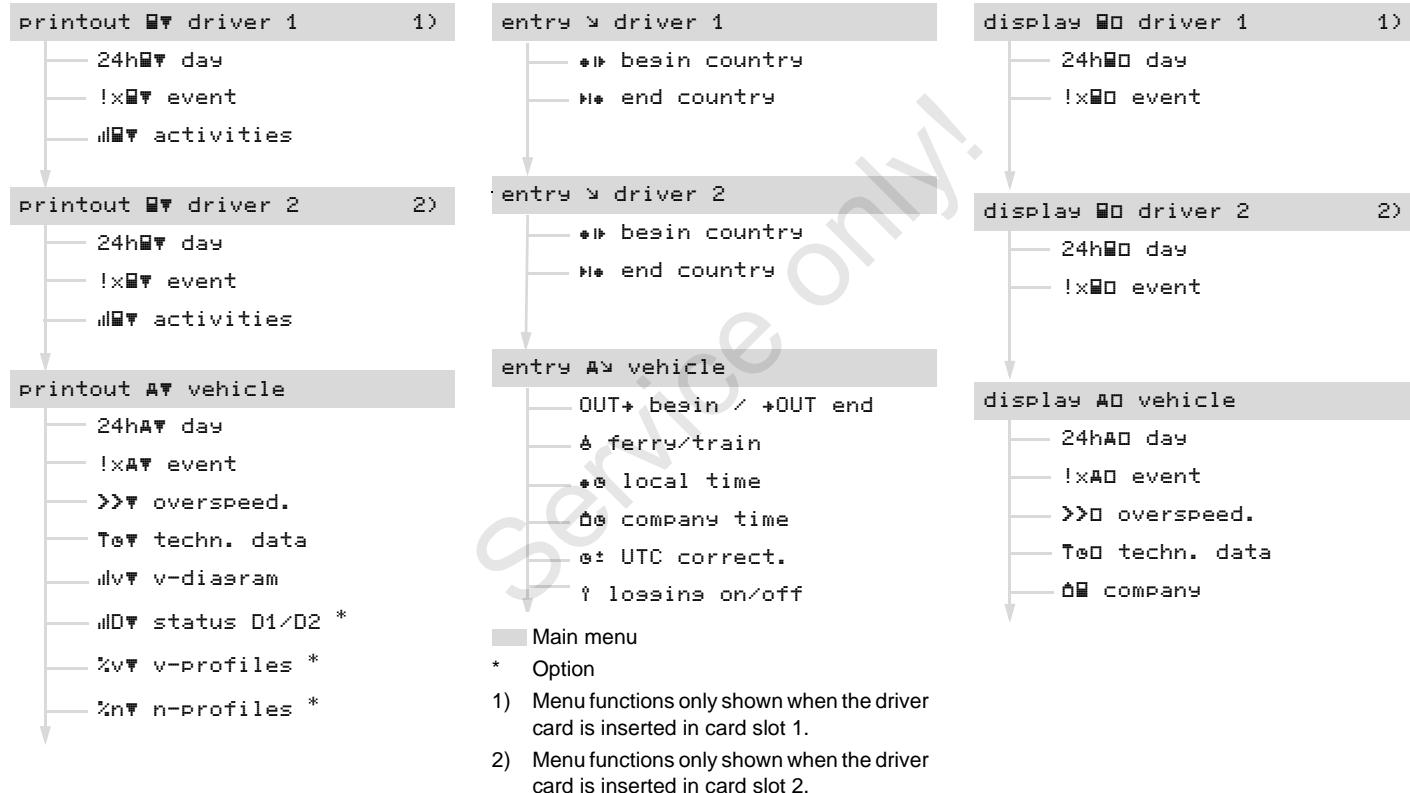 printout driver 1 1)
24h day
!x event
activities
printout driver 2 2)
24h day
!x event
activities
printout vehicle
24h day
!x event
>> overspeed.
T techn. data
v v-diagram
D status D1/D2 *
%v v-profiles *
%n n-profiles *
entry driver 1
begin country
end country
entry driver 2
begin country
end country
entry vehicle
OUT→ begin / →OUT end
ferry/train
local time
company time
UTC correct.
logging on/off
Main menu
* Option
1) Menu functions only shown when the driver
card is inserted in card slot 1.
2) Menu functions only shown when the driver
card is inserted in card slot 2.
display driver 1 1)
24h day
!x event
display driver 2 2)
24h day
!x event
display vehicle
24h day
!x event
>> overspeed.
T techn. data
company
Service only!